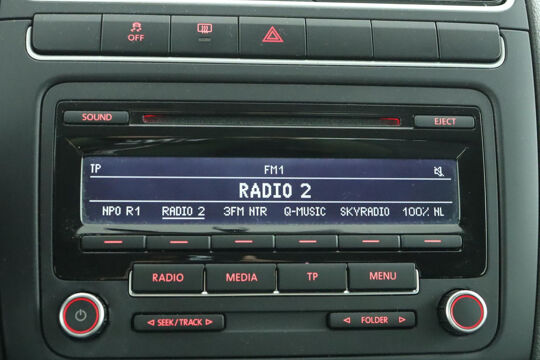 OFF
SOUND
EJECT
TP FM1
RADIO 2
NPO R1 RADIO 2 3FM NTR Q-MUSIC SKYRADIO 100% NL
RADIO MEDIA TP MENU
SEEK/TRACK FOLDER